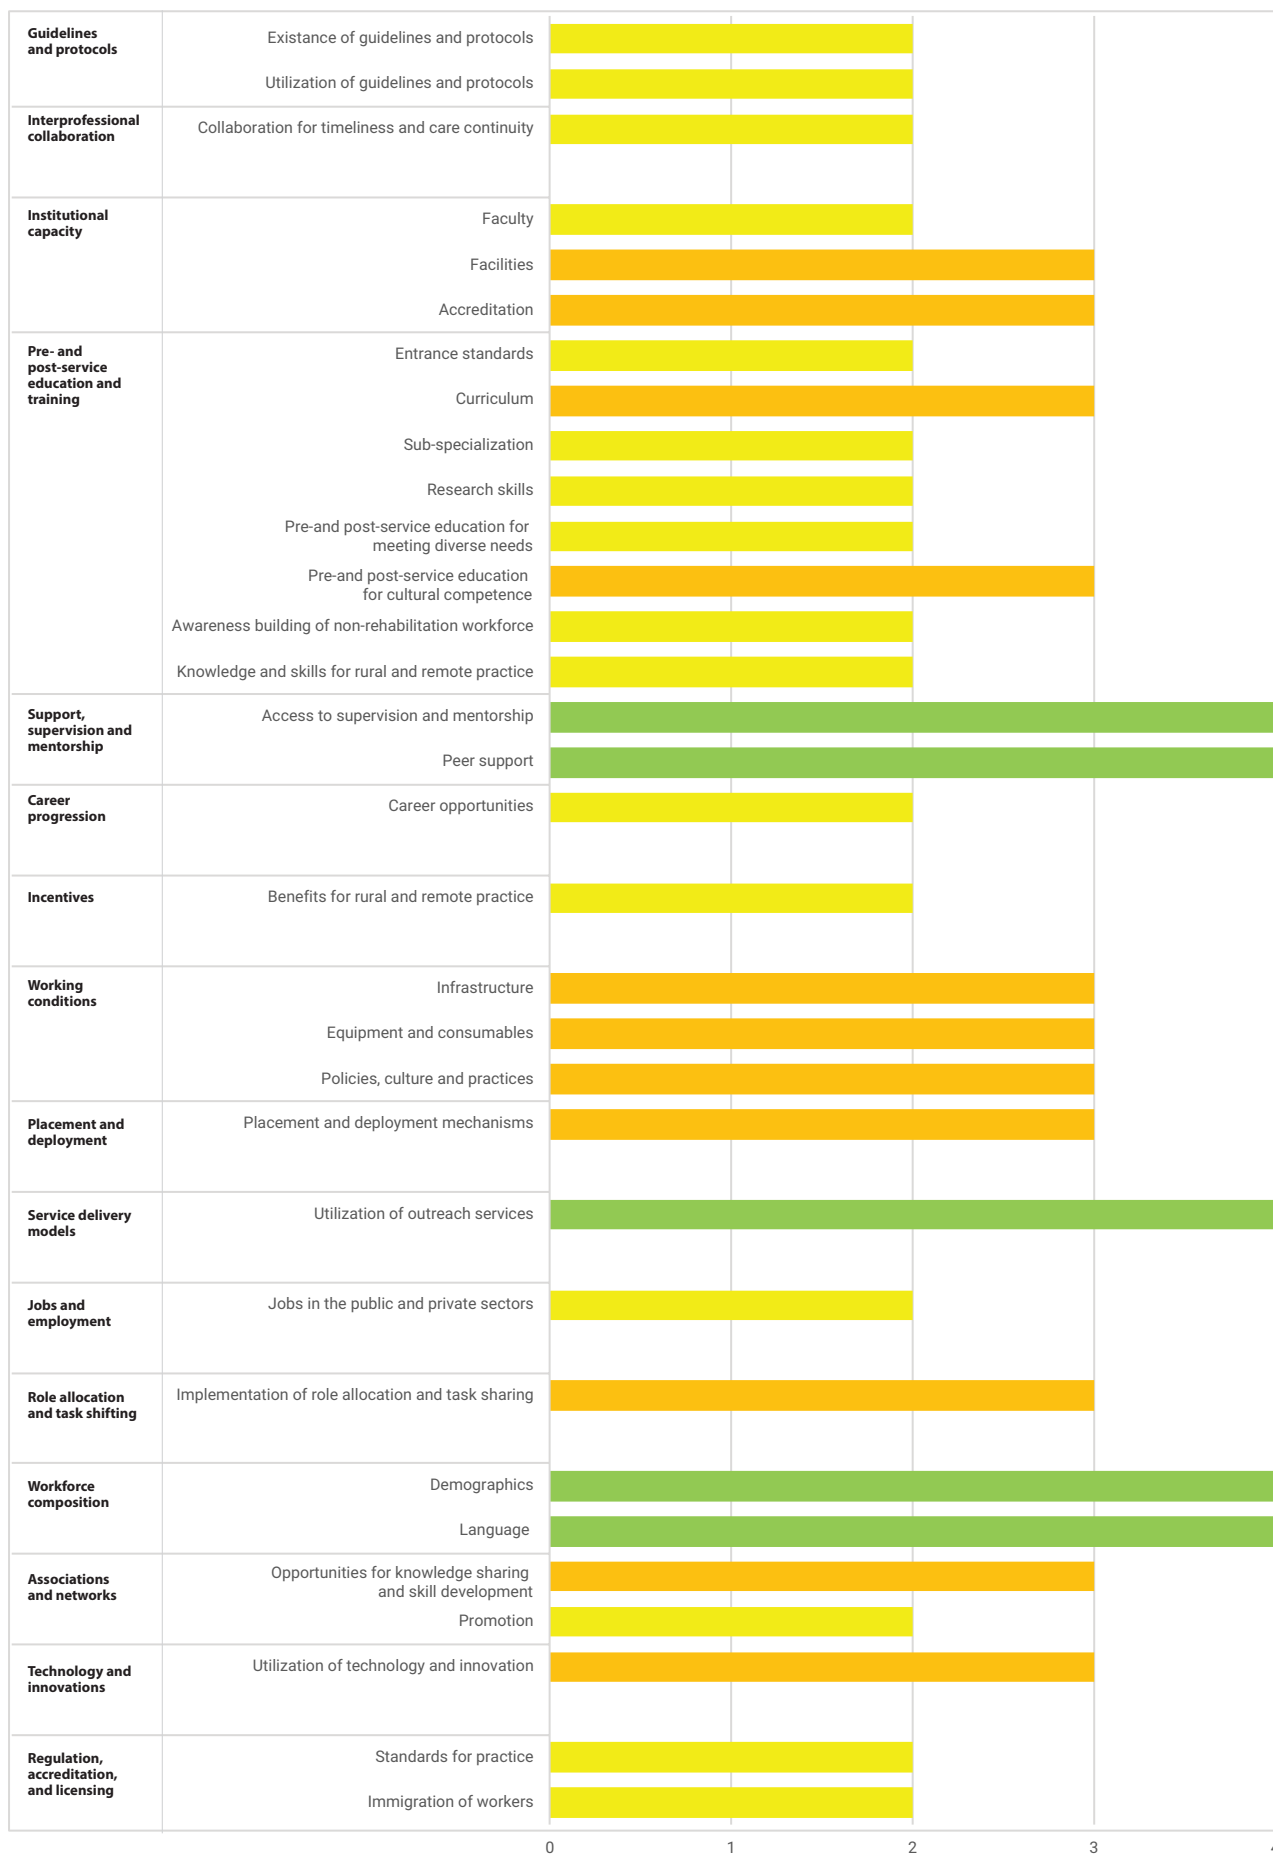 Guidelines
and protocols
Existance of guidelines and protocols
Utilization of guidelines and protocols
Interprofessional
collaboration
Collaboration for timeliness and care continuity
Institutional
capacity
Faculty
Facilities
Accreditation
Pre- and
post-service
education and
training
Entrance standards
Curriculum
Sub-specialization
Research skills
Pre-and post-service education for
meeting diverse needs
Pre-and post-service education
for cultural competence
Awareness building of non-rehabilitation workforce
Knowledge and skills for rural and remote practice
Support,
supervision and
mentorship
Access to supervision and mentorship
Peer support
Career
progression
Career opportunities
Incentives
Benefits for rural and remote practice
Working
conditions
Infrastructure
Equipment and consumables
Policies, culture and practices
Placement and
deployment
Placement and deployment mechanisms
Service delivery
models
Utilization of outreach services
Jobs and
employment
Jobs in the public and private sectors
Role allocation
and task shifting
Implementation of role allocation and task sharing
Workforce
composition
Demographics
Language
Associations
and networks
Opportunities for knowledge sharing
and skill development
Promotion
Technology and
innovations
Utilization of technology and innovation
Regulation,
accreditation,
and licensing
Standards for practice
Immigration of workers
0 1 2 3 4